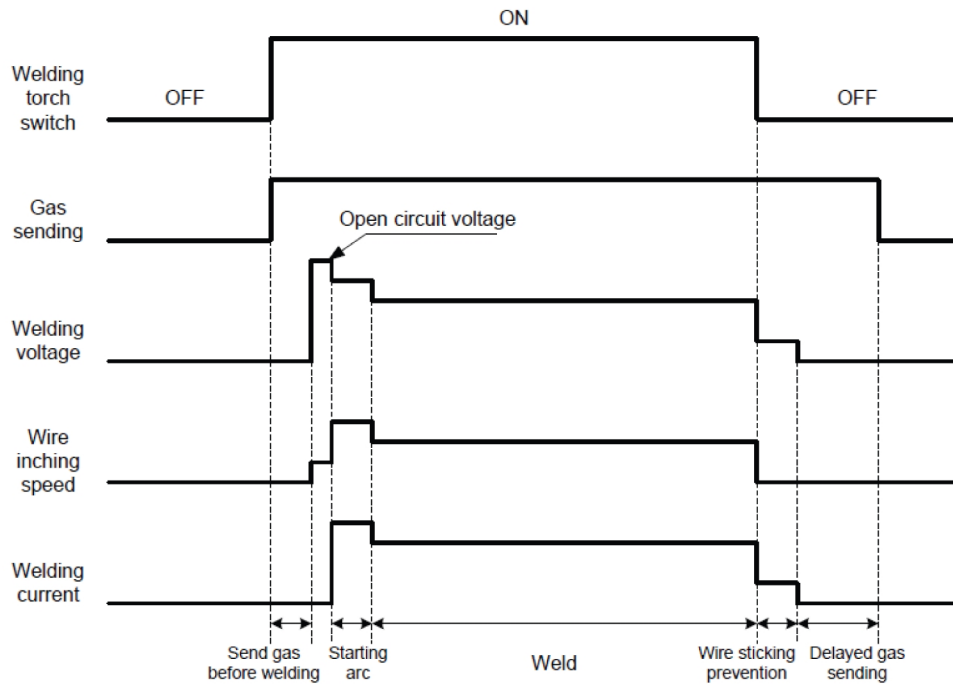 ON
Welding
torch
switch
OFF
OFF
Gas
sending
Open circuit voltage
Welding
voltage
Wire
inching
speed
Welding
current
Send gas
before welding
Starting
arc
Weld
Wire sticking
prevention
Delayed gas
sending